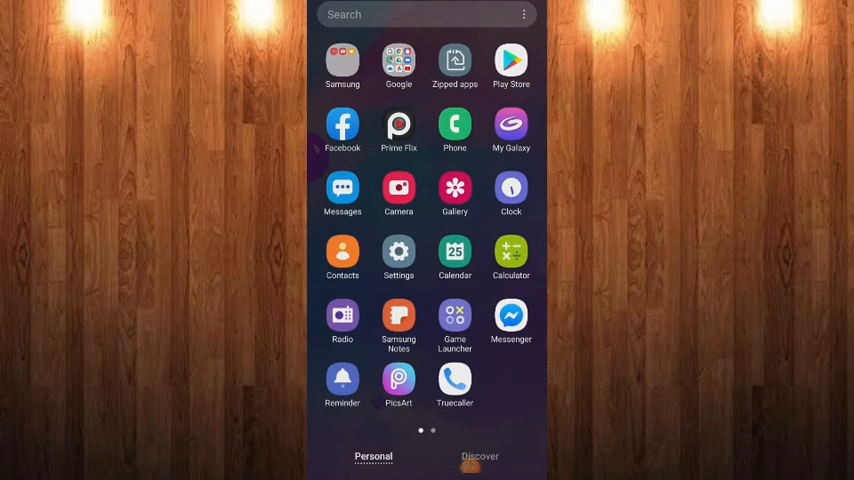 Search
Samsung
Google
Zipped apps
Play Store
Facebook
Prime Flix
Phone
My Galaxy
Messages
Camera
Gallery
Clock
Contacts
Settings
25
Calendar
Calculator
Radio
Samsung Notes
Game Launcher
Messenger
Reminder
PicsArt
Truecaller
Personal
Discover